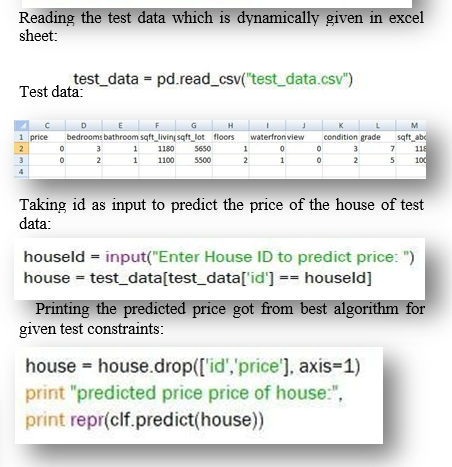 Reading the test data which is dynamically given in excel
sheet:
test_data = pd.read_csv("test_data.csv")
Test data:
C D E F G H I J K L M
1 price bedrooms bathroom sqft_living sqft_lot floors waterfron view condition grade sqft_abo
2 0 3 1 1180 5650 1 0 0 3 7 118
3 0 2 1 1100 5500 2 1 0 2 5 100
4
Taking id as input to predict the price of the house of test
data:
houseId = input("Enter House ID to predict price: ")
house = test_data[test_data['id'] == houseId]
Printing the predicted price got from best algorithm for
given test constraints:
house = house.drop(['id','price'], axis=1)
print "predicted price price of house:",
print repr(clf.predict(house))